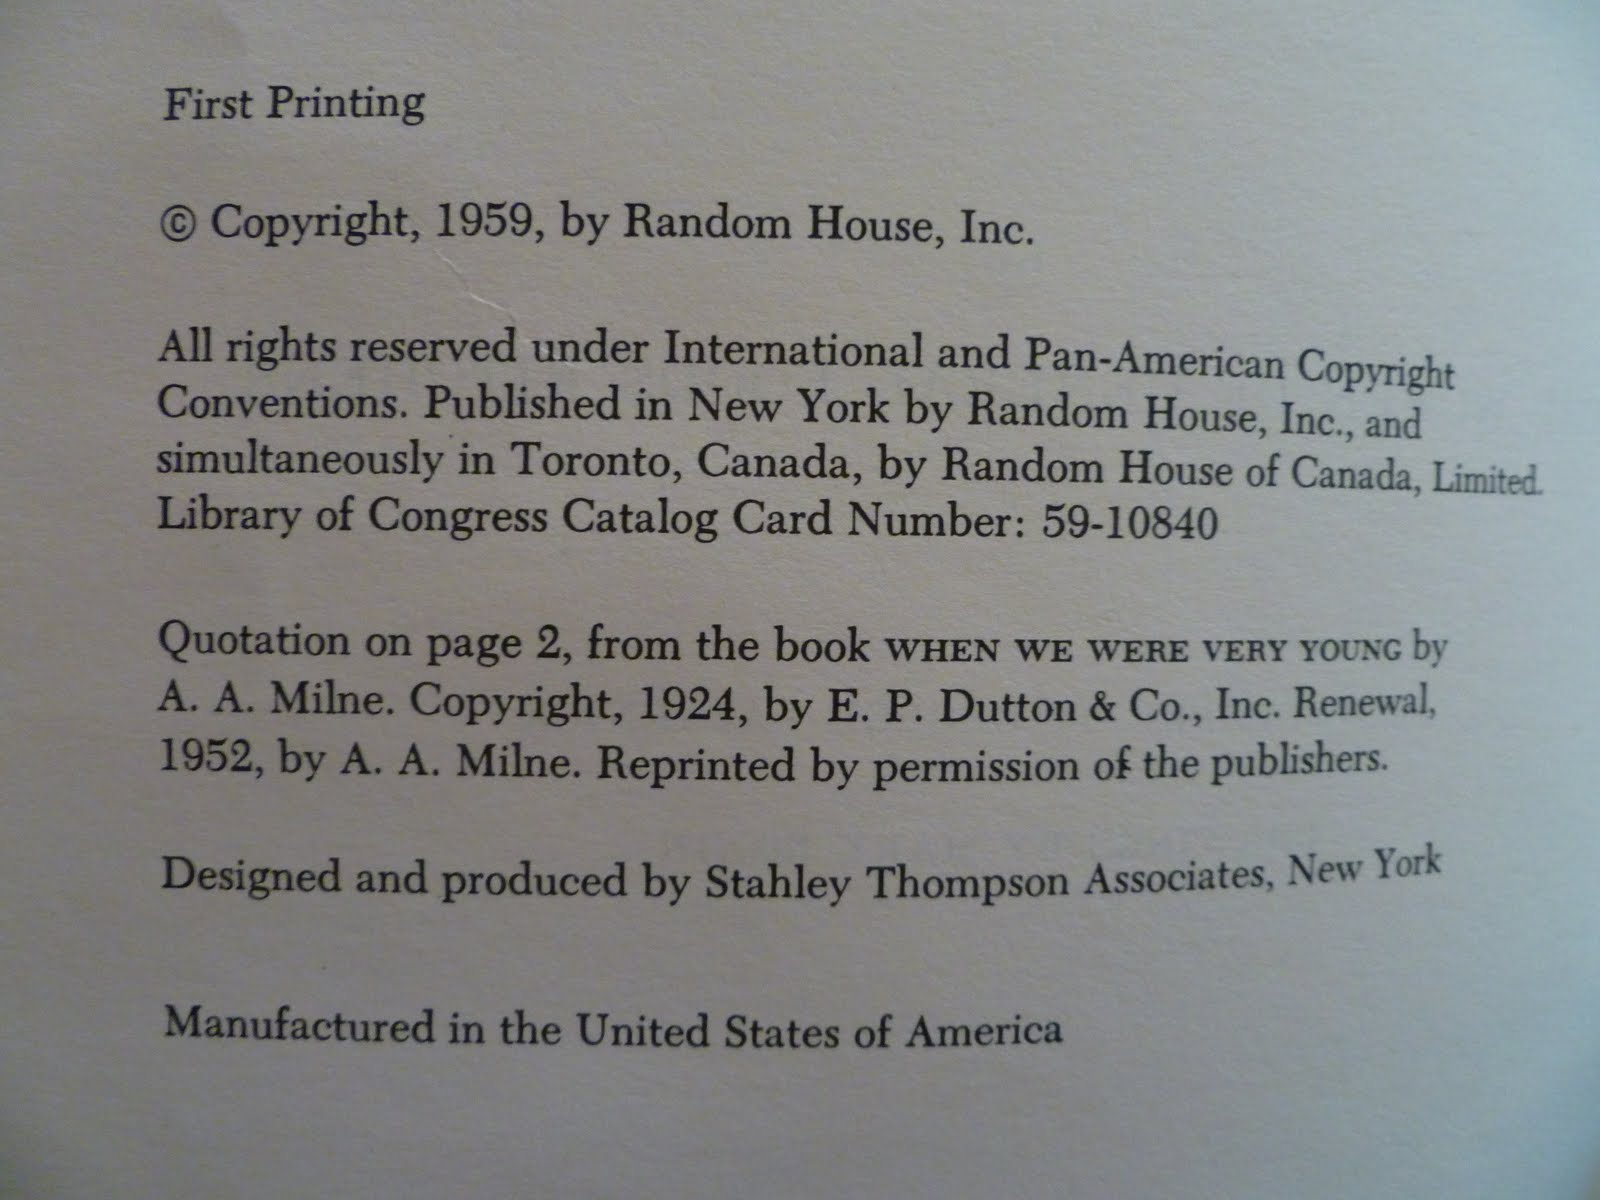 First Printing
© Copyright, 1959, by Random House, Inc.
All rights reserved under International and Pan-American Copyright
Conventions. Published in New York by Random House, Inc., and
simultaneously in Toronto, Canada, by Random House of Canada, Limited.
Library of Congress Catalog Card Number: 59-10840
Quotation on page 2, from the book WHEN WE WERE VERY YOUNG by
A. A. Milne. Copyright, 1924, by E. P. Dutton & Co., Inc. Renewal,
1952, by A. A. Milne. Reprinted by permission of the publishers.
Designed and produced by Stahley Thompson Associates, New York
Manufactured in the United States of America